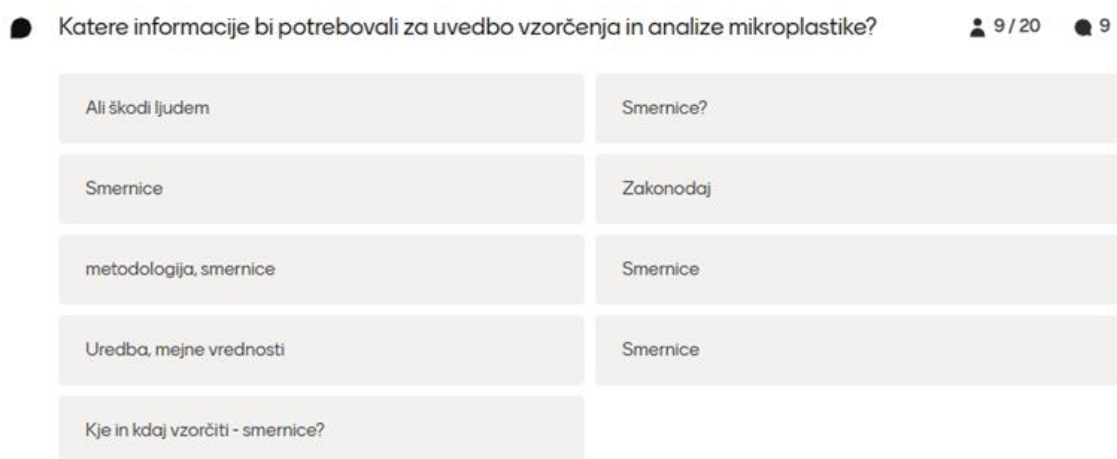 Katere informacije bi potrebovali za uvedbo vzorčenja in analize mikroplastike? 9 / 20 9
Ali škodi ljudem
Smernice?
Smernice
Zakonodaj
metodologija, smernice
Smernice
Uredba, mejne vrednosti
Smernice
Kje in kdaj vzorčiti - smernice?